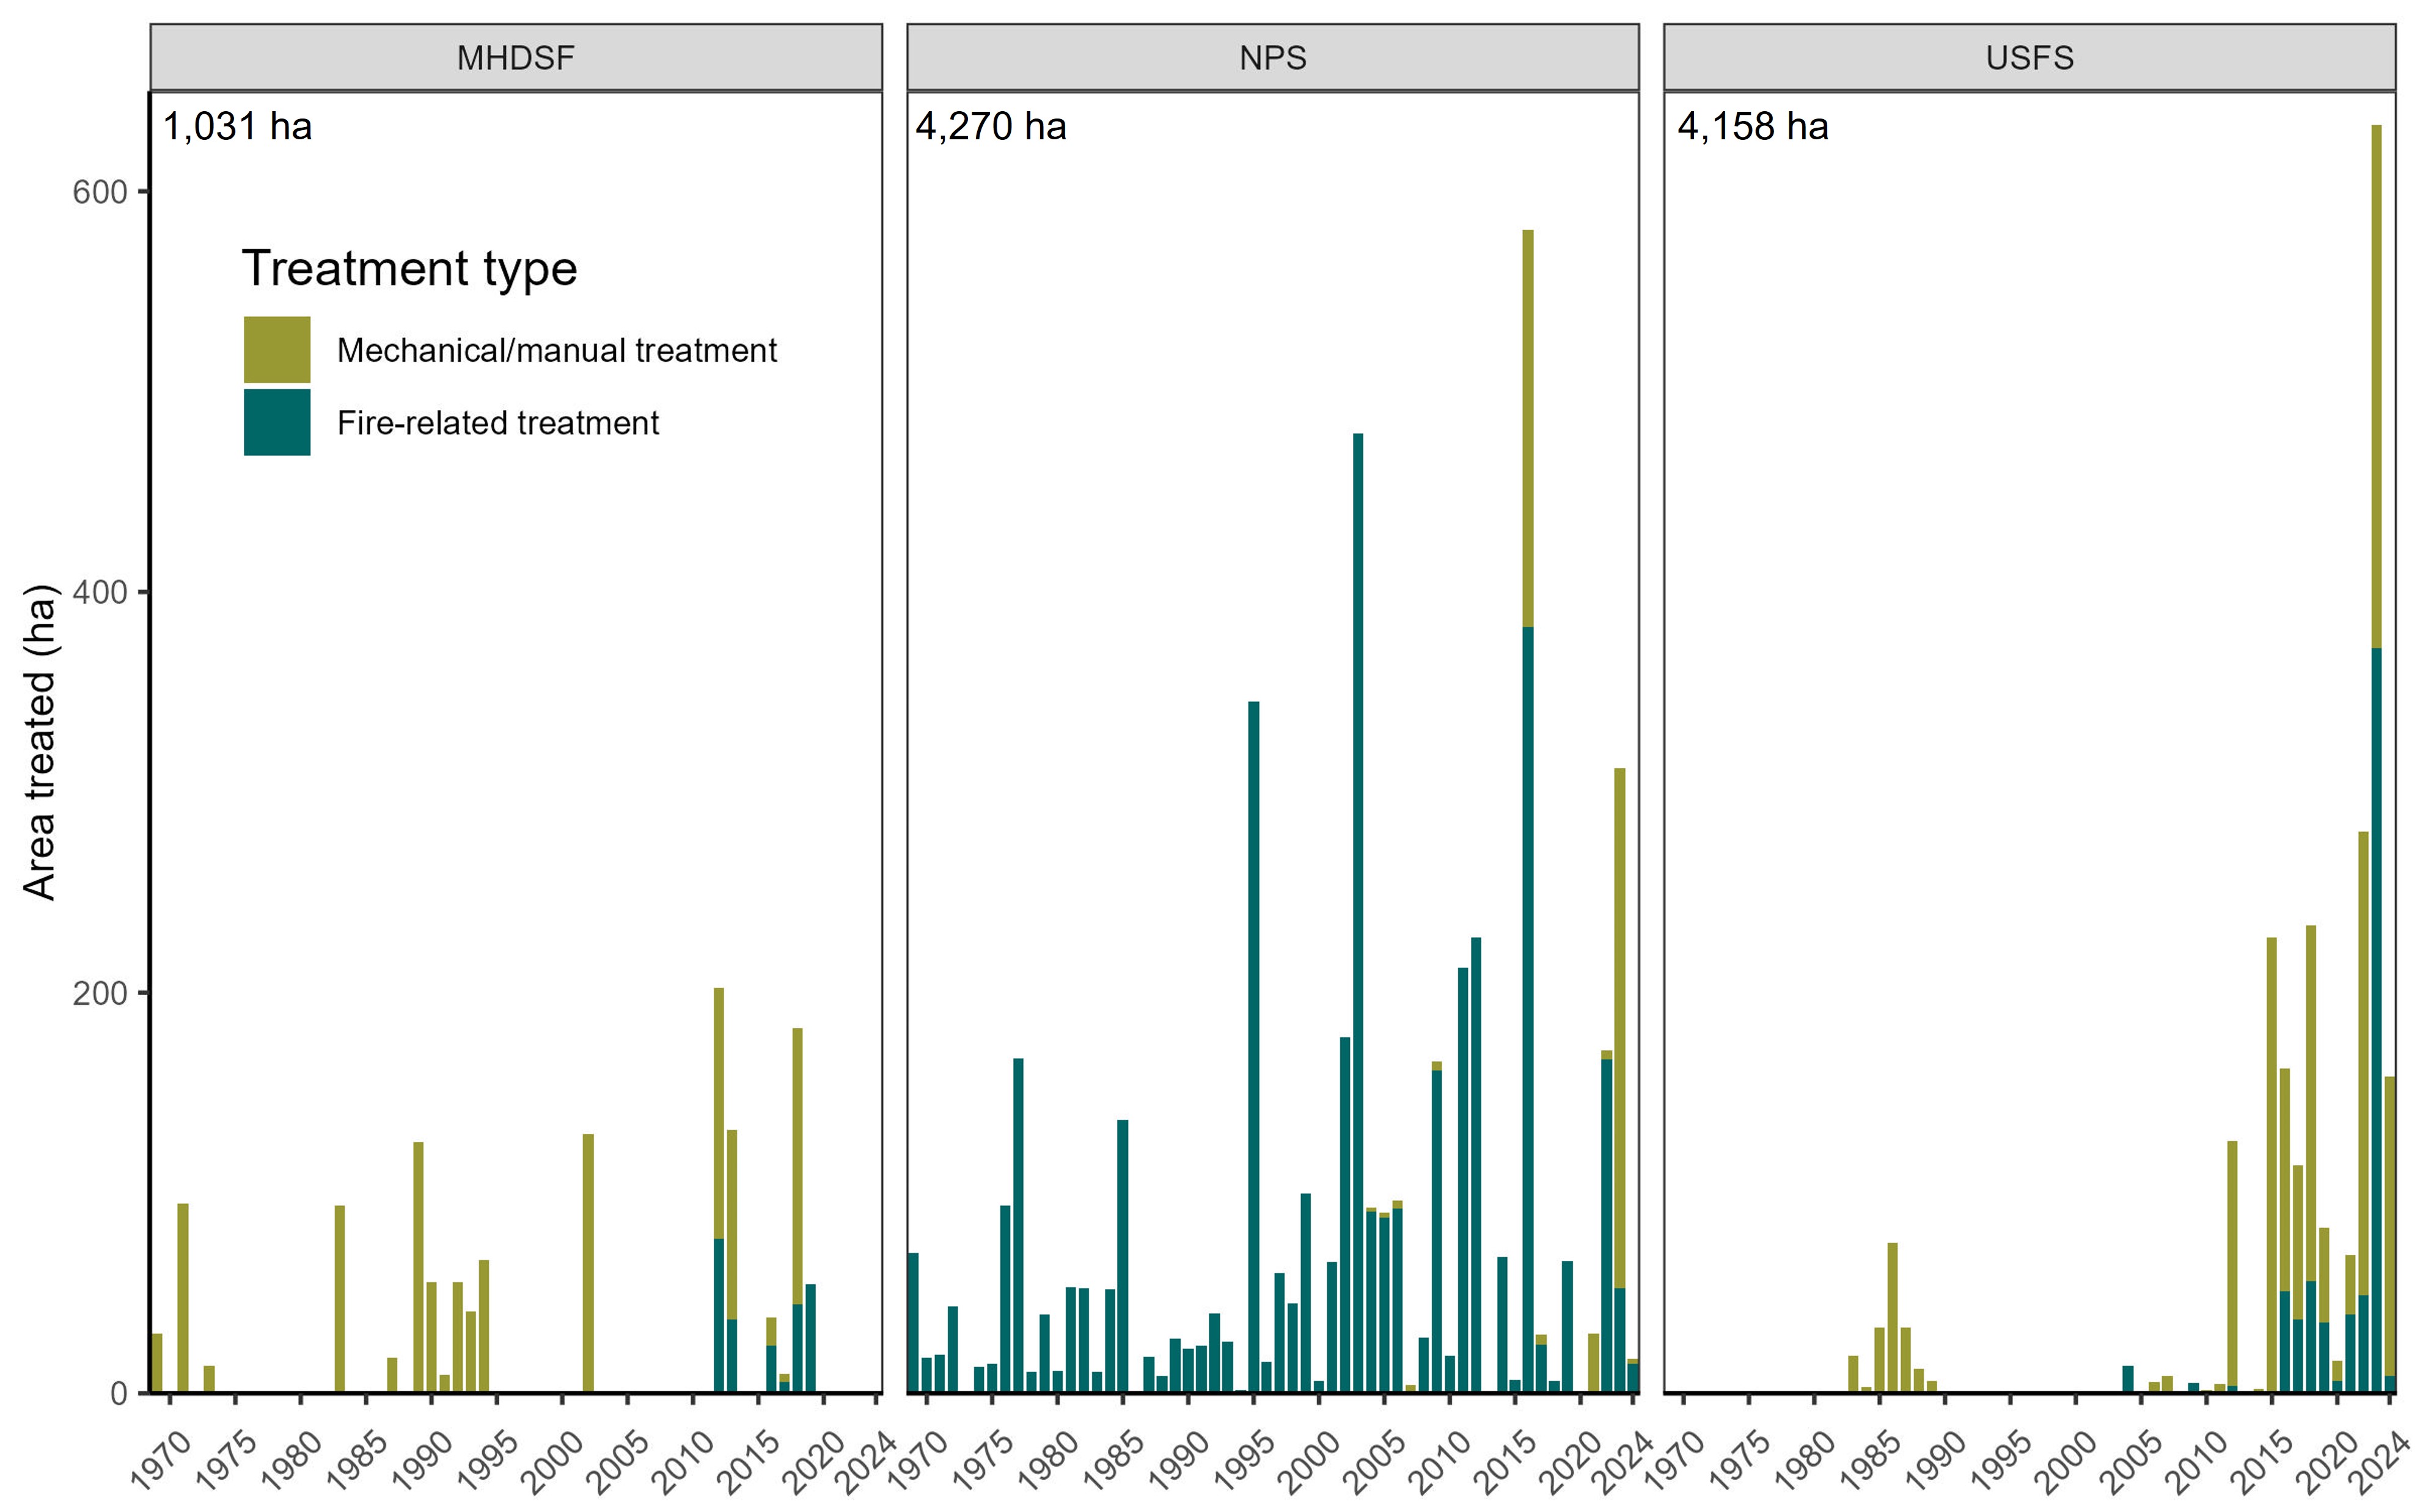 MHDSF
NPS
USFS
1,031 ha
4,270 ha
4,158 ha
Treatment type
Mechanical/manual treatment
Fire-related treatment
Area treated (ha)
600
400
200
0
1970 1975 1980 1985 1990 1995 2000 2005 2010 2015 2020 2024
1970 1975 1980 1985 1990 1995 2000 2005 2010 2015 2020 2024
1970 1975 1980 1985 1990 1995 2000 2005 2010 2015 2020 2024